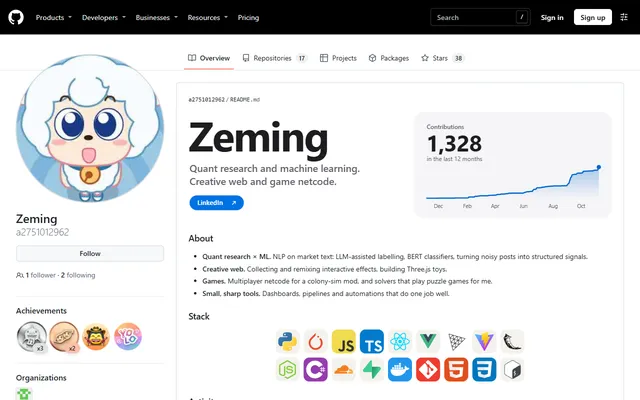 Products Developers Businesses Resources Pricing Search / Sign in Sign up
Overview Repositories 17 Projects Packages Stars 38
a2751012962 / README.md
Zeming
Quant research and machine learning.
Creative web and game netcode.
LinkedIn
Contributions
1,328
in the last 12 months
Dec Feb Apr Jun Aug Oct
Zeming
a2751012962
Follow
1 follower · 2 following
Achievements
x3 x2 YOLO
Organizations
About
Quant research × ML. NLP on market text: LLM-assisted labelling, BERT classifiers, turning noisy posts into structured signals.
Creative web. Collecting and remixing interactive effects, building Three.js toys.
Games. Multiplayer netcode for a colony-sim mod, and solvers that play puzzle games for me.
Small, sharp tools. Dashboards, pipelines and automations that do one job well.
Stack
JS TS